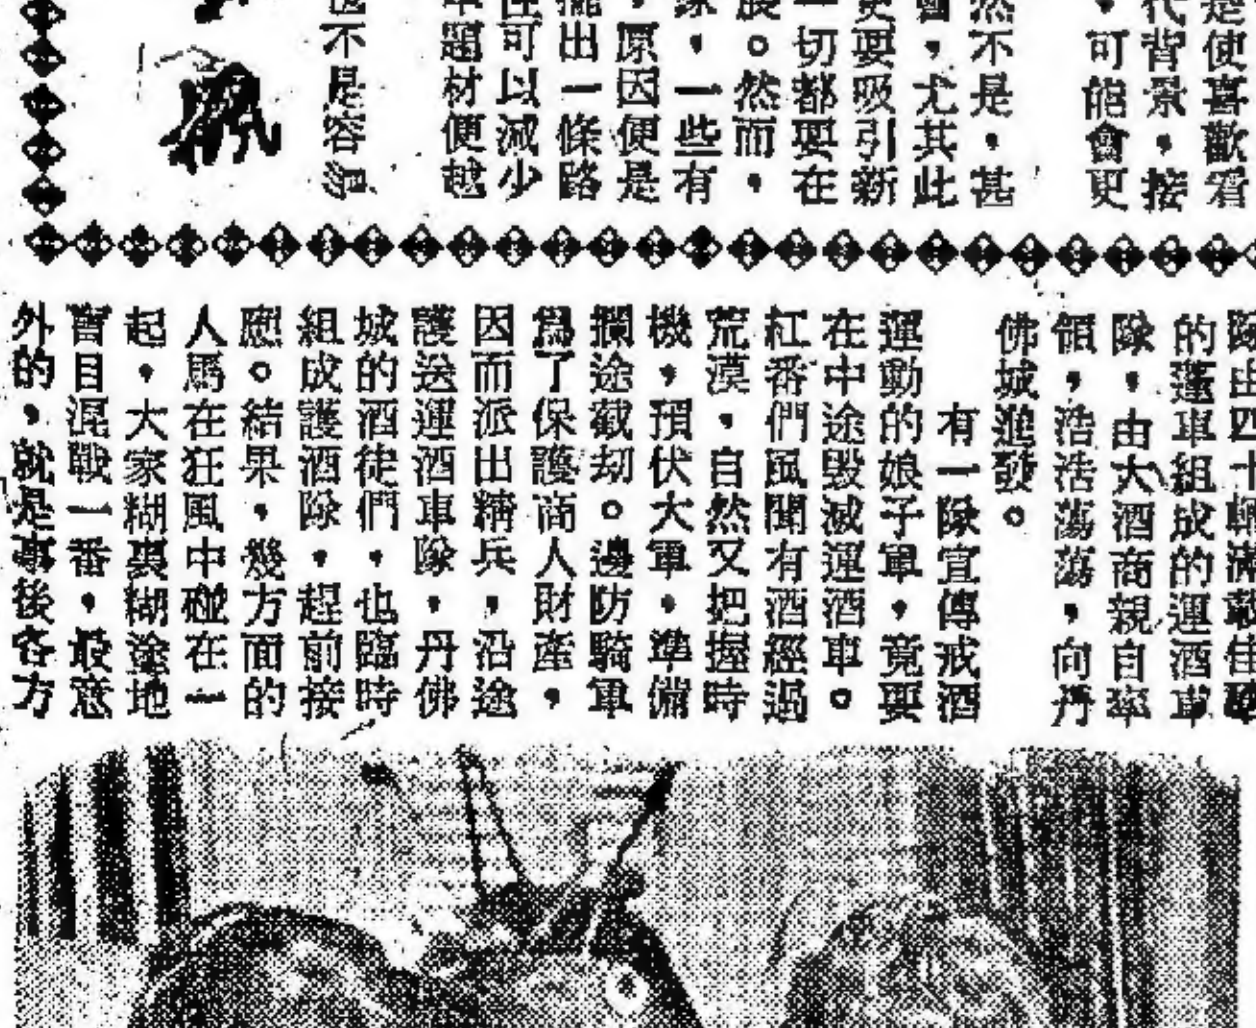 是使喜歡看
代背景，接
，可能會更
然不是，甚
會，尤其此
更要吸引新
一切都要在
展。然而，
，一些有
，原因便是
擺出一條路
可以減少
題材便越
也不是容
隊由四十輛滿載佳
的蓬車組成的運酒車
隊，由大酒商親自率
領，浩浩蕩蕩，向丹
佛城進發。
有一隊宣傳戒酒
運動的娘子軍，竟要
在中途毀滅運酒車。
紅番們風聞有酒經過
荒漠，自然又把握時
機，預伏大軍，準備
攔途截劫。邊防騎軍
爲了保護商人財產，
因而派出精兵，沿途
護送運酒車隊，丹佛
城的酒徒們，也臨時
組成護酒隊，趕前接
應。結果，幾方面的
人馬在狂風中碰在一
起，大家糊裏糊塗地
盲目混戰一番，最意
外的，就是事後各方